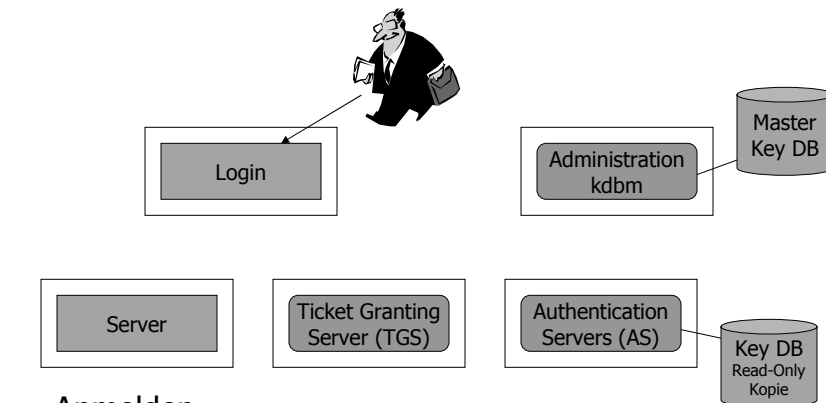 Login
Administration
kdbm
Master
Key DB
Server
Ticket Granting
Server (TGS)
Authentication
Servers (AS)
Key DB
Read-Only
Kopie
Anmelden